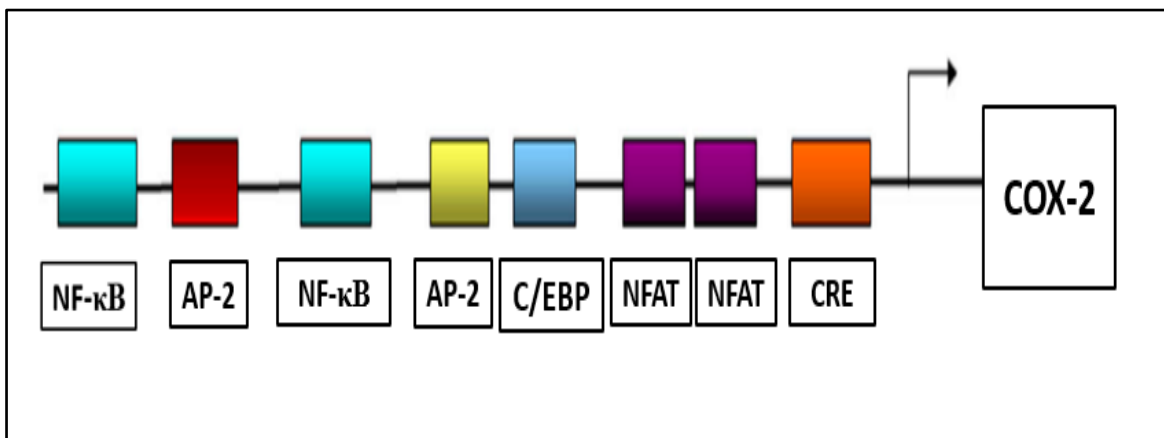 COX-2
NF-κB
AP-2
NF-κB
AP-2
C/EBP
NFAT
NFAT
CRE